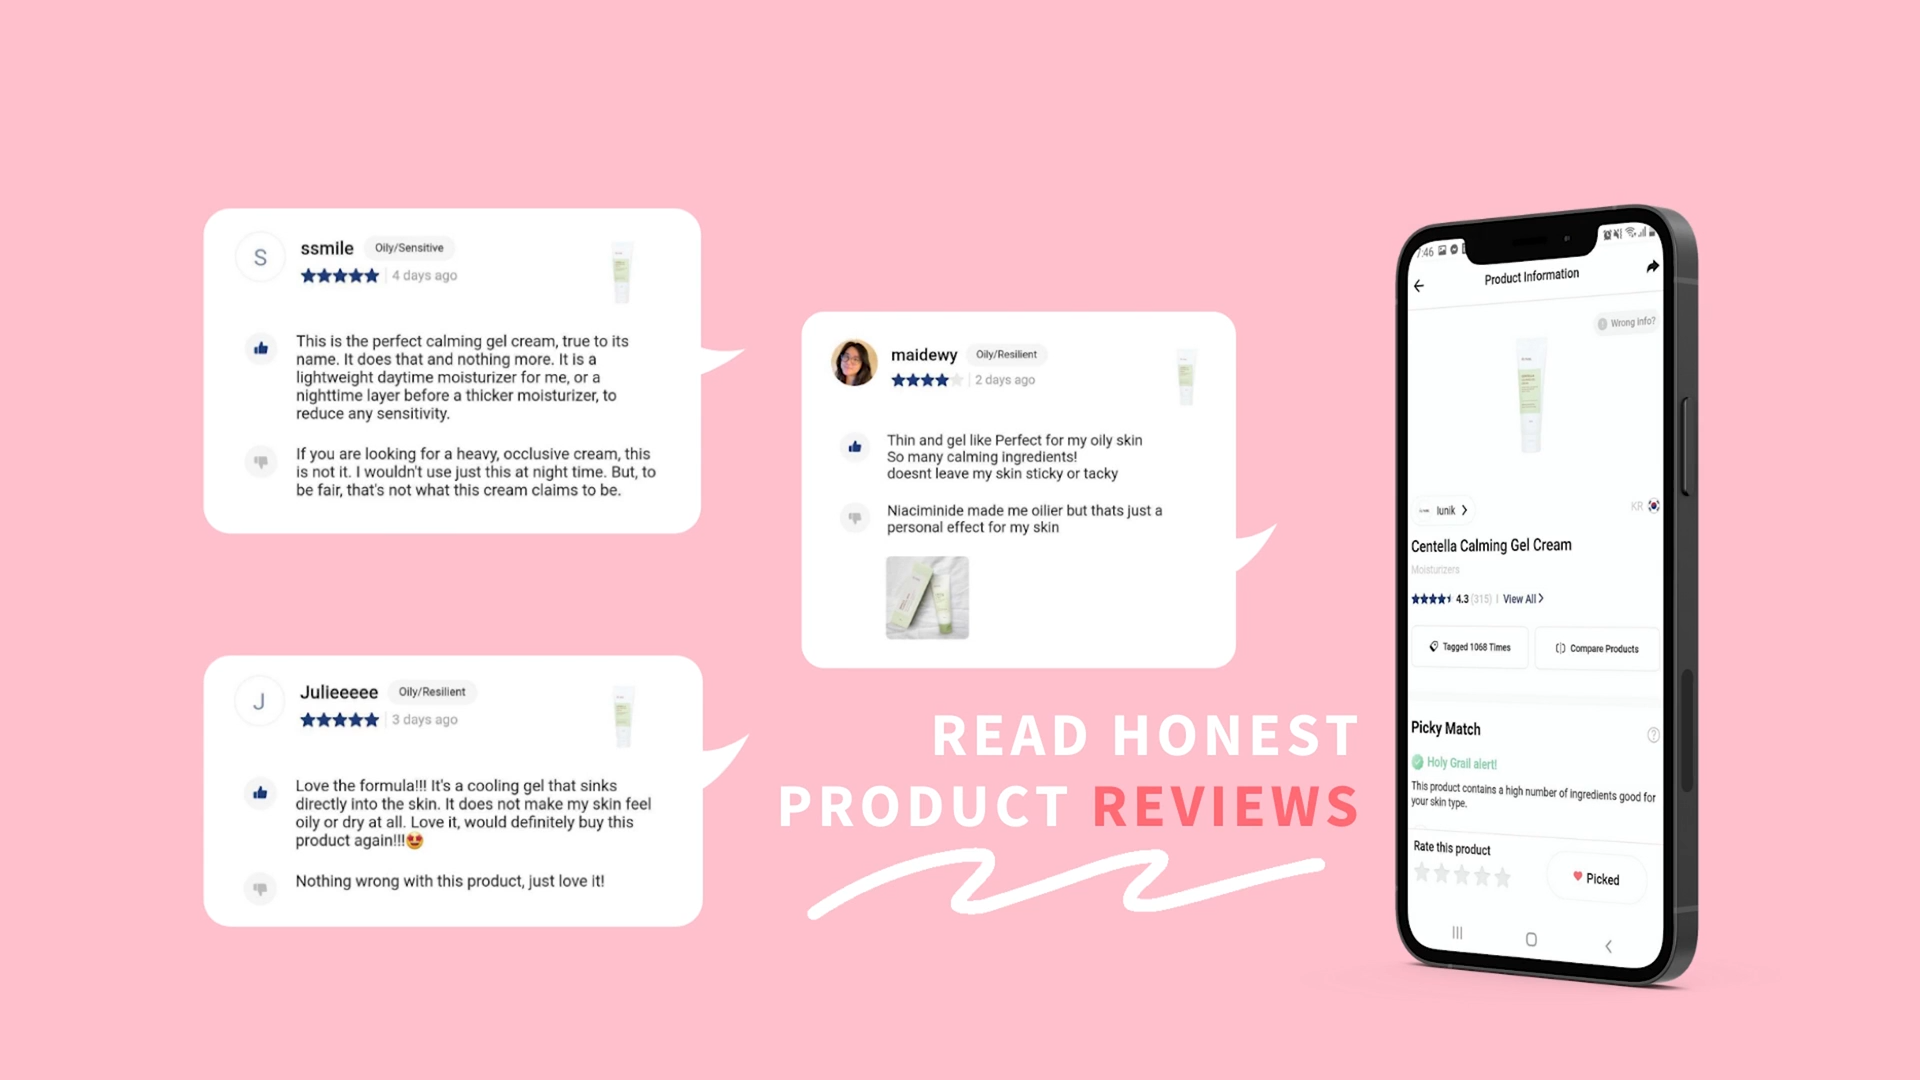 S
ssmile Oily/Sensitive
4 days ago
This is the perfect calming gel cream, true to its
name. It does that and nothing more. It is a
lightweight daytime moisturizer for me, or a
nighttime layer before a thicker moisturizer, to
reduce any sensitivity.
If you are looking for a heavy, occlusive cream, this
is not it. I wouldn't use just this at night time. But, to
be fair, that's not what this cream claims to be.
maidewy Oily/Resilient
2 days ago
Thin and gel like Perfect for my oily skin
So many calming ingredients!
doesnt leave my skin sticky or tacky
Niaciminide made me oilier but thats just a
personal effect for my skin
J
Julieeeee Oily/Resilient
3 days ago
Love the formula!!! It's a cooling gel that sinks
directly into the skin. It does not make my skin feel
oily or dry at all. Love it, would definitely buy this
product again!!!😍
Nothing wrong with this product, just love it!
READ HONEST
PRODUCT REVIEWS
7:46
Product Information
Wrong Info?
Iunik >
KR
Centella Calming Gel Cream
Moisturizers
4.3 (315) | View All >
Tagged 1068 Times
Compare Products
Picky Match
?
Holy Grail alert!
This product contains a high number of ingredients good for
your skin type.
Rate this product
Picked